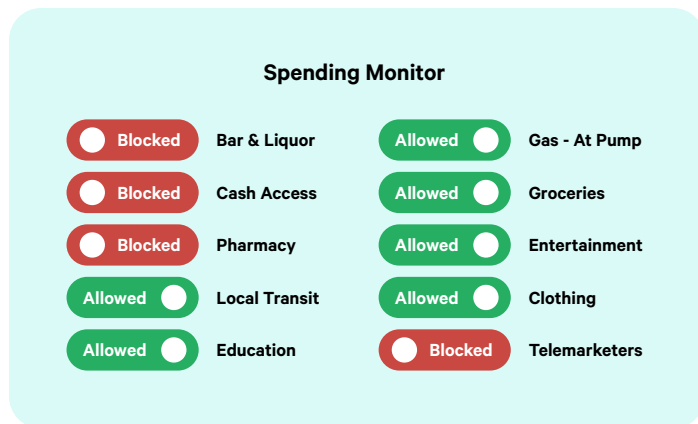 Spending Monitor
Blocked Bar & Liquor
Blocked Cash Access
Blocked Pharmacy
Allowed Local Transit
Allowed Education
Allowed Gas - At Pump
Allowed Groceries
Allowed Entertainment
Allowed Clothing
Blocked Telemarketers